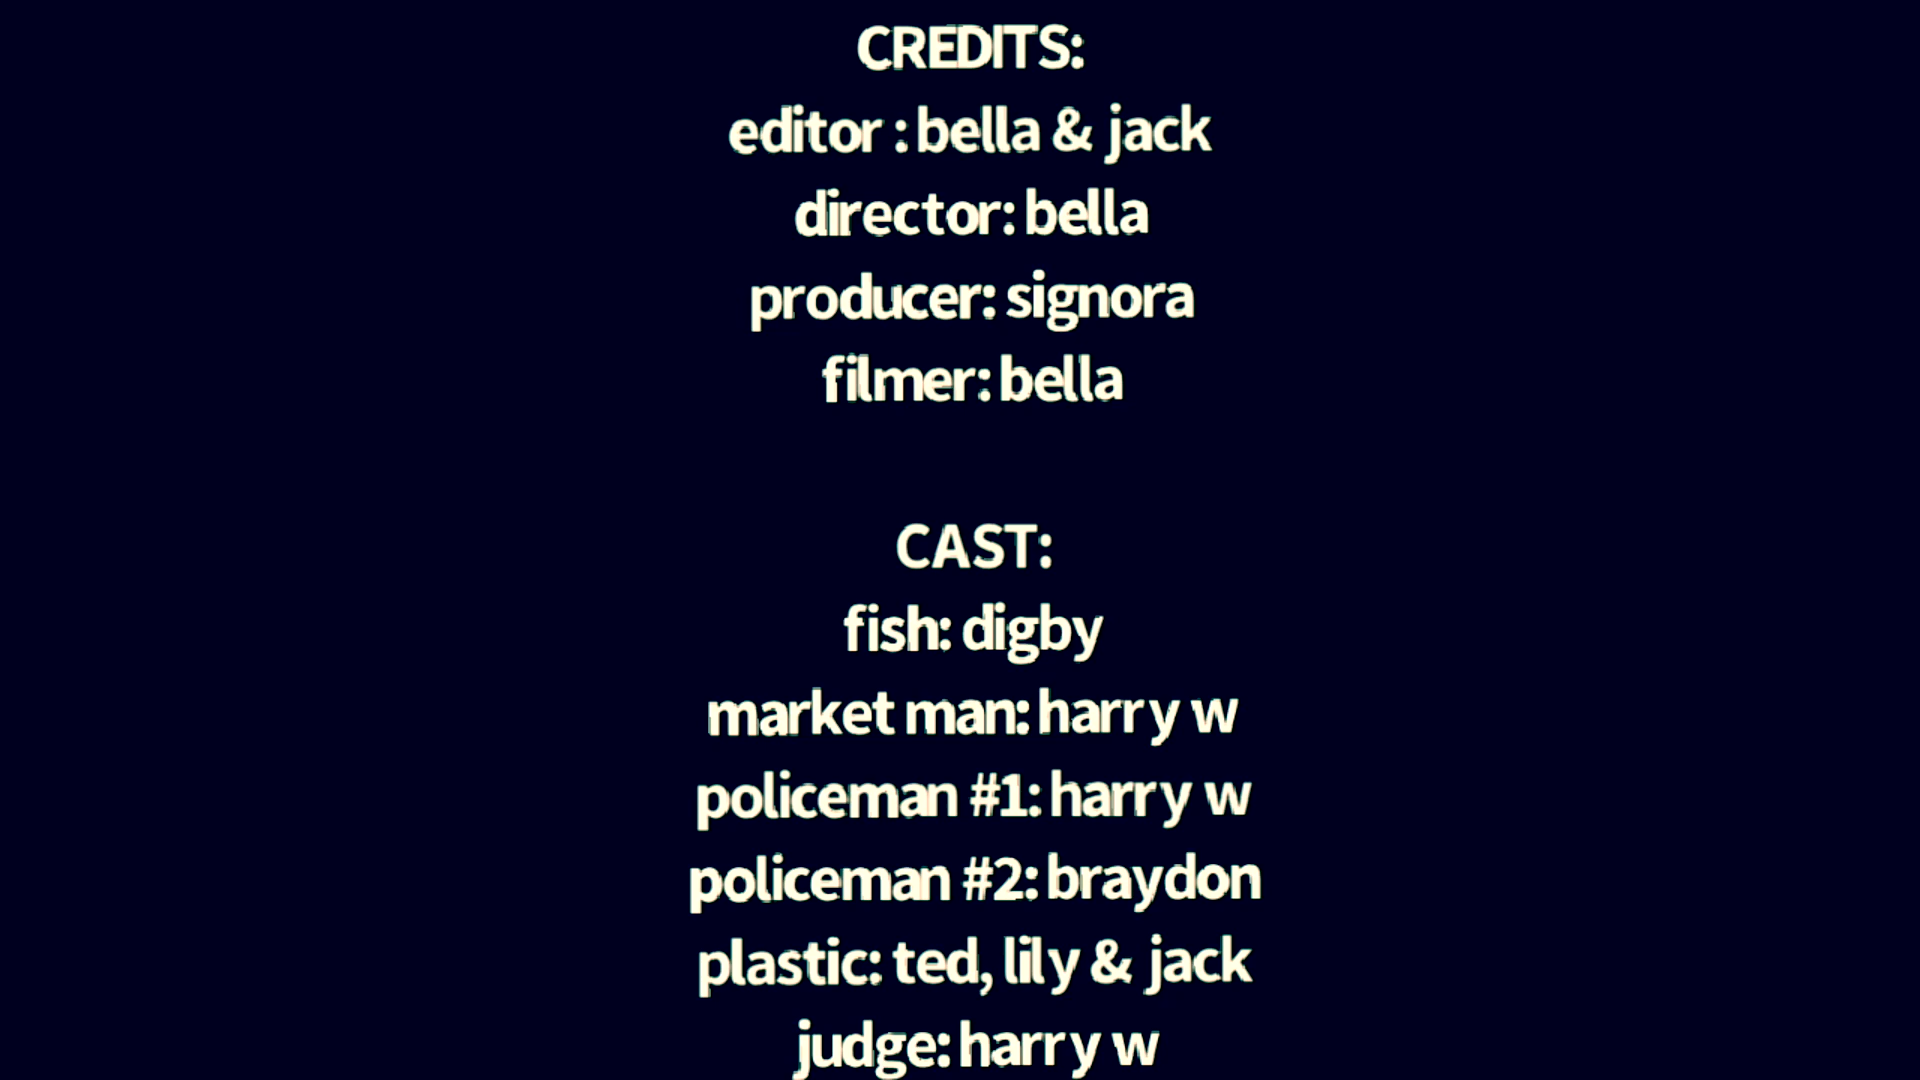 CREDITS:
editor : bella & jack
director: bella
producer: signora
filmer: bella
CAST:
fish: digby
market man: harry w
policeman #1: harry w
policeman #2: braydon
plastic: ted, lily & jack
judge: harry w